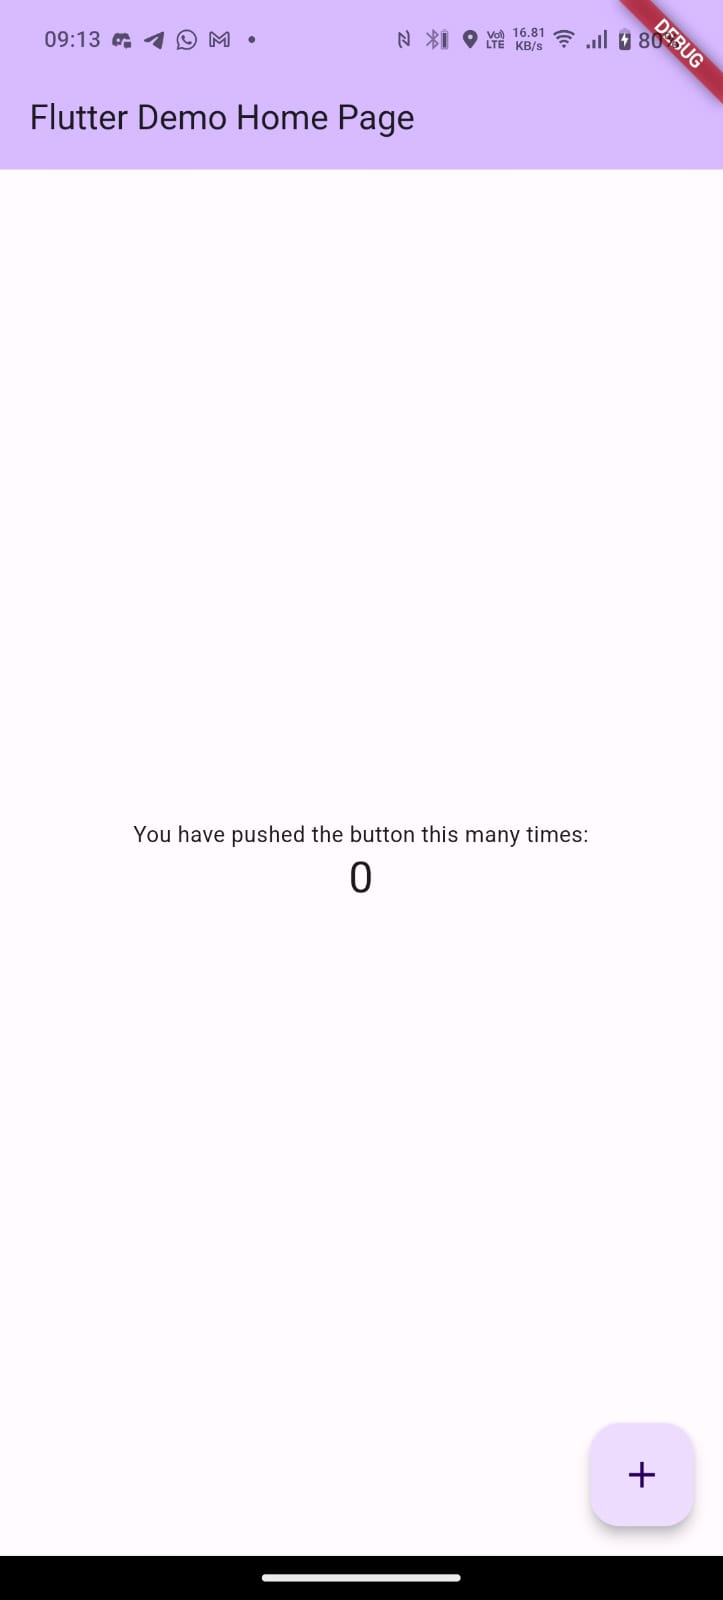 09:13
Vo) LTE 16.81 KB/s 80%
DEBUG
Flutter Demo Home Page
You have pushed the button this many times:
0
+